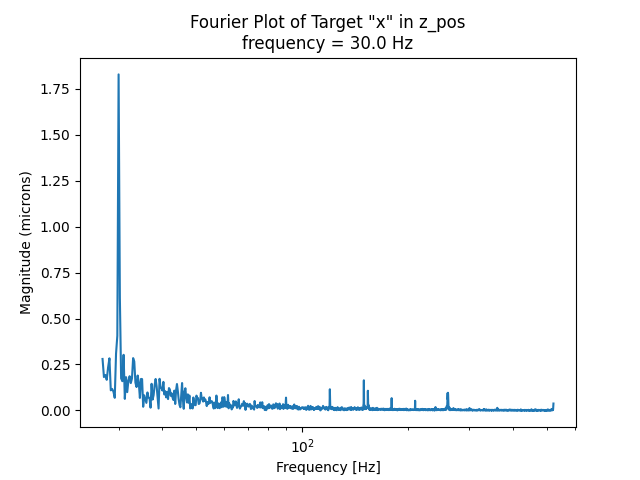 Fourier Plot of Target "x" in z_pos
frequency = 30.0 Hz
Magnitude (microns)
1.75
1.50
1.25
1.00
0.75
0.50
0.25
0.00
10²
Frequency [Hz]